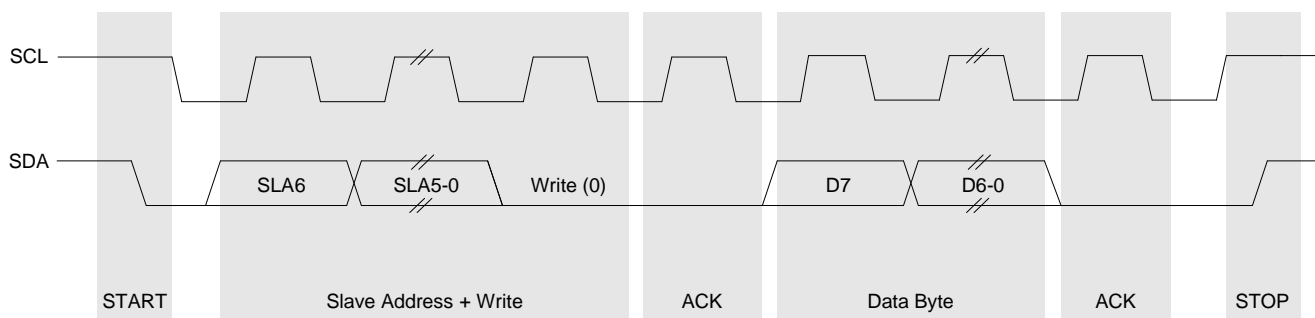 SCL
SDA
SLA6 SLA5-0 Write (0) D7 D6-0
START Slave Address + Write ACK Data Byte ACK STOP